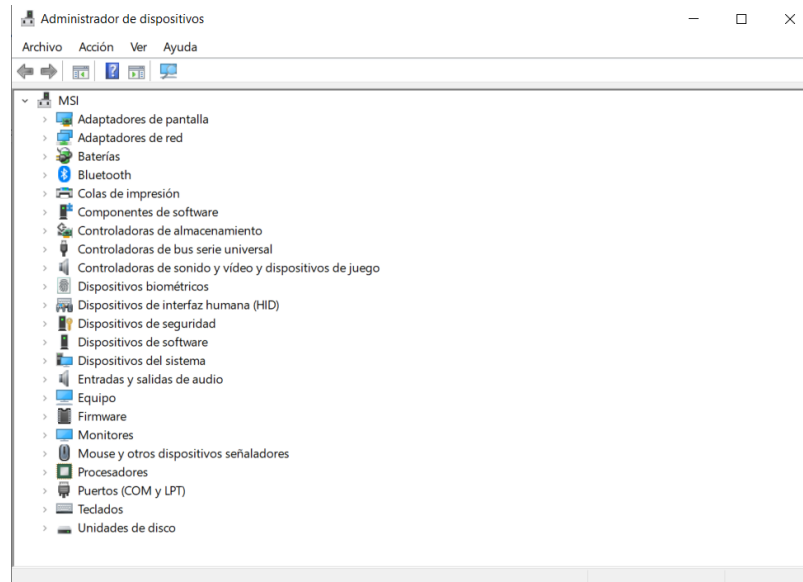 Administrador de dispositivos
Archivo Acción Ver Ayuda
MSI
Adaptadores de pantalla
Adaptadores de red
Baterías
Bluetooth
Colas de impresión
Componentes de software
Controladoras de almacenamiento
Controladoras de bus serie universal
Controladoras de sonido y vídeo y dispositivos de juego
Dispositivos biométricos
Dispositivos de interfaz humana (HID)
Dispositivos de seguridad
Dispositivos de software
Dispositivos del sistema
Entradas y salidas de audio
Equipo
Firmware
Monitores
Mouse y otros dispositivos señaladores
Procesadores
Puertos (COM y LPT)
Teclados
Unidades de disco